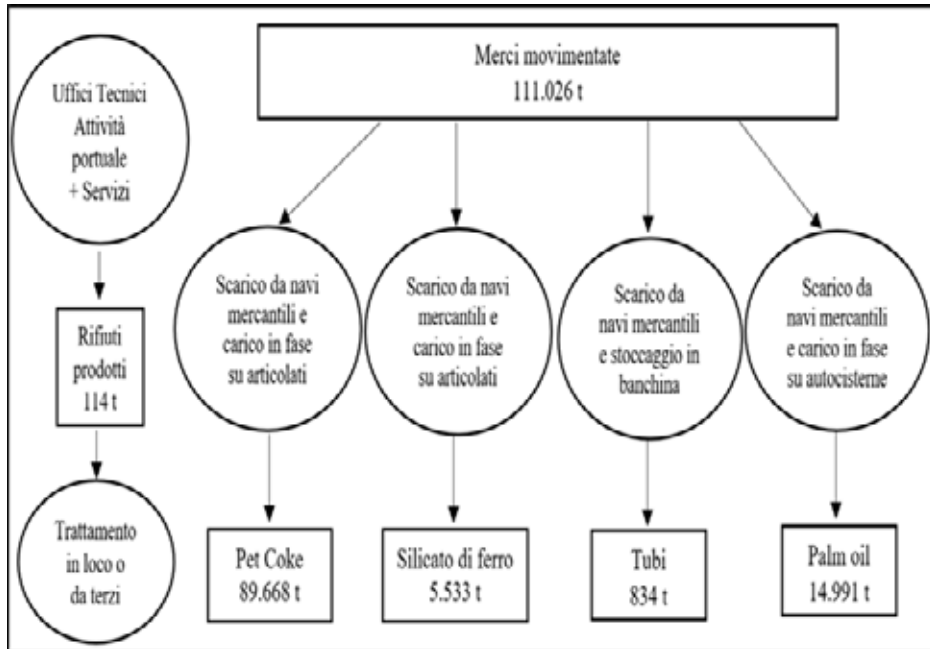 Uffici Tecnici
Attività
portuale
+ Servizi
Rifiuti
prodotti
114 t
Trattamento
in loco o
da terzi
Merci movimentate
111.026 t
Scarico da navi
mercantili e
carico in fase
su articolati
Pet Coke
89.668 t
Scarico da navi
mercantili e
carico in fase
su articolati
Silicato di ferro
5.533 t
Scarico da
navi mercantili
e stoccaggio in
banchina
Tubi
834 t
Scarico da
navi mercantili
e carico in fase
su autocisterne
Palm oil
14.991 t